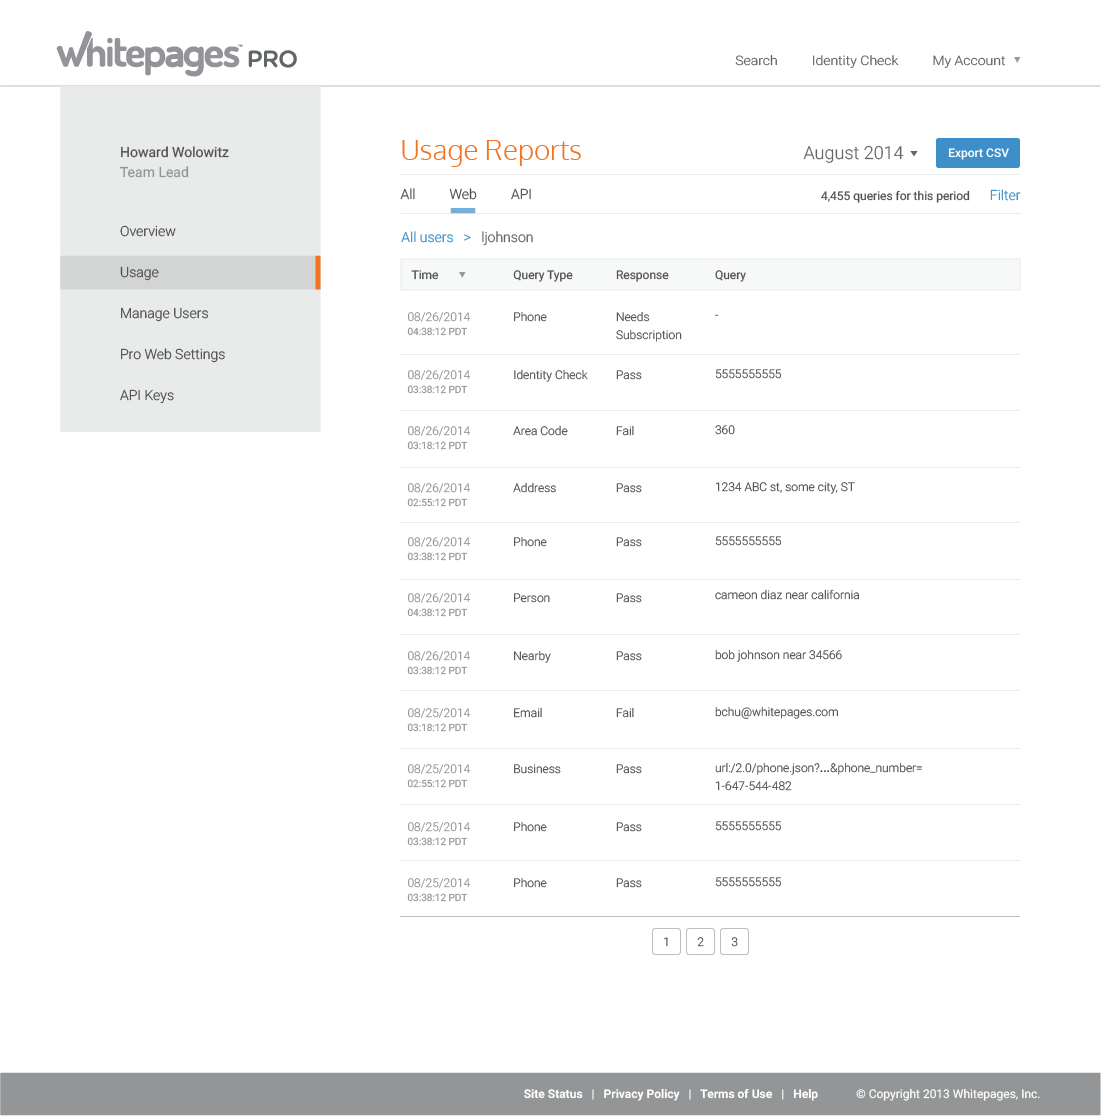 whitepages™ PRO
Search Identity Check My Account ▼
Howard Wolowitz
Team Lead
Overview
Usage
Manage Users
Pro Web Settings
API Keys
Usage Reports August 2014 ▼ Export CSV
All Web API 4,455 queries for this period Filter
All users > ljohnson
Time ▼ Query Type Response Query
08/26/2014 Phone Needs -
04:38:12 PDT Subscription
08/26/2014 Identity Check Pass 5555555555
03:38:12 PDT
08/26/2014 Area Code Fail 360
03:18:12 PDT
08/26/2014 Address Pass 1234 ABC st, some city, ST
02:55:12 PDT
08/26/2014 Phone Pass 5555555555
03:38:12 PDT
08/26/2014 Person Pass cameon diaz near california
04:38:12 PDT
08/26/2014 Nearby Pass bob johnson near 34566
03:38:12 PDT
08/25/2014 Email Fail bchu@whitepages.com
03:18:12 PDT
08/25/2014 Business Pass url:/2.0/phone.json?...&phone_number=
02:55:12 PDT 1-647-544-482
08/25/2014 Phone Pass 5555555555
03:38:12 PDT
08/25/2014 Phone Pass 5555555555
03:38:12 PDT
1 2 3
Site Status | Privacy Policy | Terms of Use | Help © Copyright 2013 Whitepages, Inc.